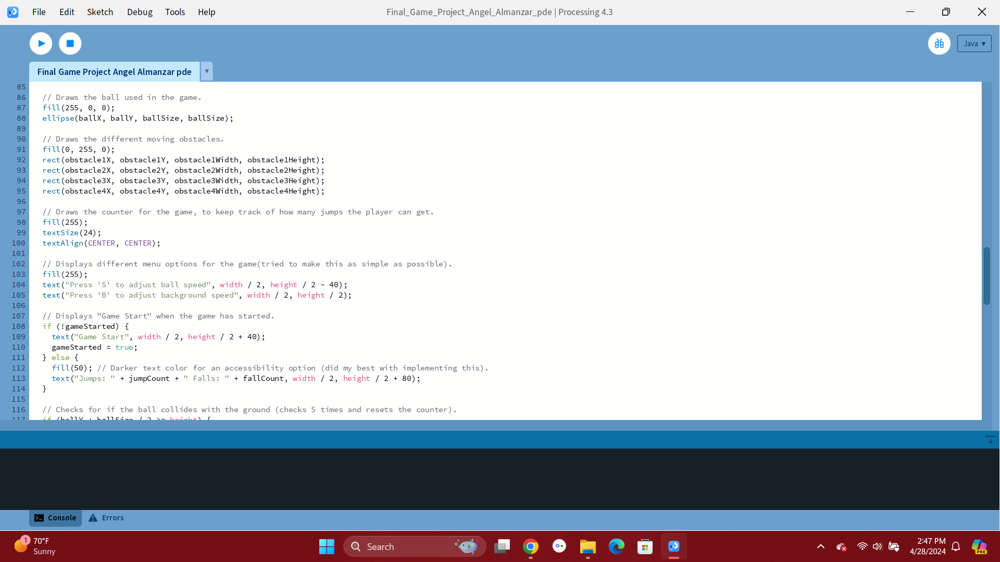 File Edit Sketch Debug Tools Help
Final_Game_Project_Angel_Almanzar_pde | Processing 4.3
Java ▼
Final Game Project Angel Almanzar pde ▼
85
86 // Draws the ball used in the game.
87 fill(255, 0, 0);
88 ellipse(ballX, ballY, ballSize, ballSize);
89
90 // Draws the different moving obstacles.
91 fill(0, 255, 0);
92 rect(obstacle1X, obstacle1Y, obstacle1Width, obstacle1Height);
93 rect(obstacle2X, obstacle2Y, obstacle2Width, obstacle2Height);
94 rect(obstacle3X, obstacle3Y, obstacle3Width, obstacle3Height);
95 rect(obstacle4X, obstacle4Y, obstacle4Width, obstacle4Height);
96
97 // Draws the counter for the game, to keep track of how many jumps the player can get.
98 fill(255);
99 textSize(24);
100 textAlign(CENTER, CENTER);
101
102 // Displays different menu options for the game(tried to make this as simple as possible).
103 fill(255);
104 text("Press 'S' to adjust ball speed", width / 2, height / 2 - 40);
105 text("Press 'B' to adjust background speed", width / 2, height / 2);
106
107 // Displays "Game Start" when the game has started.
108 if (!gameStarted) {
109 text("Game Start", width / 2, height / 2 + 40);
110 gameStarted = true;
111 } else {
112 fill(50); // Darker text color for an accessibility option (did my best with implementing this).
113 text("Jumps: " + jumpCount + " Falls: " + fallCount, width / 2, height / 2 + 80);
114 }
115
116 // Checks for if the ball collides with the ground (checks 5 times and resets the counter).
117 if (ballY + ballSize / 2 >= height) {
Console Errors
1
70°F
Sunny
Search
PRE
2:47 PM
4/28/2024